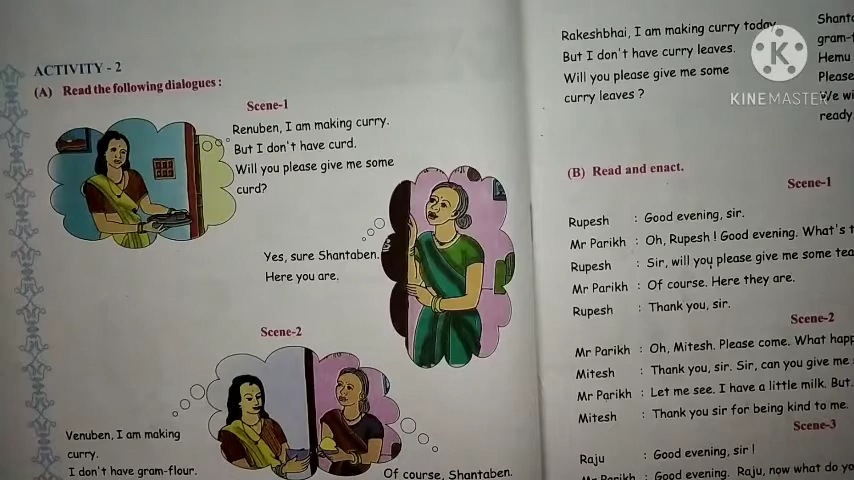 ACTIVITY - 2
(A) Read the following dialogues :
Scene-1
Renuben, I am making curry.
But I don't have curd.
Will you please give me some
curd?
Yes, sure Shantaben.
Here you are.
Scene-2
Venuben, I am making
curry.
I don't have gram-flour.
Of course, Shantaben.
Rakeshbhai, I am making curry today
But I don't have curry leaves.
Will you please give me some
curry leaves ?
gram-
Hemu
Please
We
ready
KINEMASTER
(B) Read and enact.
Scene-1
Rupesh : Good evening, sir.
Mr Parikh : Oh, Rupesh ! Good evening. What's
Rupesh : Sir, will you please give me some
Mr Parikh : Of course. Here they are.
Rupesh : Thank you, sir.
Scene-2
Mr Parikh : Oh, Mitesh. Please come. What
Mitesh : Thank you, sir. Sir, can you give me
Mr Parikh : Let me see. I have a little milk. But
Mitesh : Thank you sir for being kind to me.
Scene-3
Raju : Good evening, sir !
Mr Parikh : Good evening. Raju, now what do